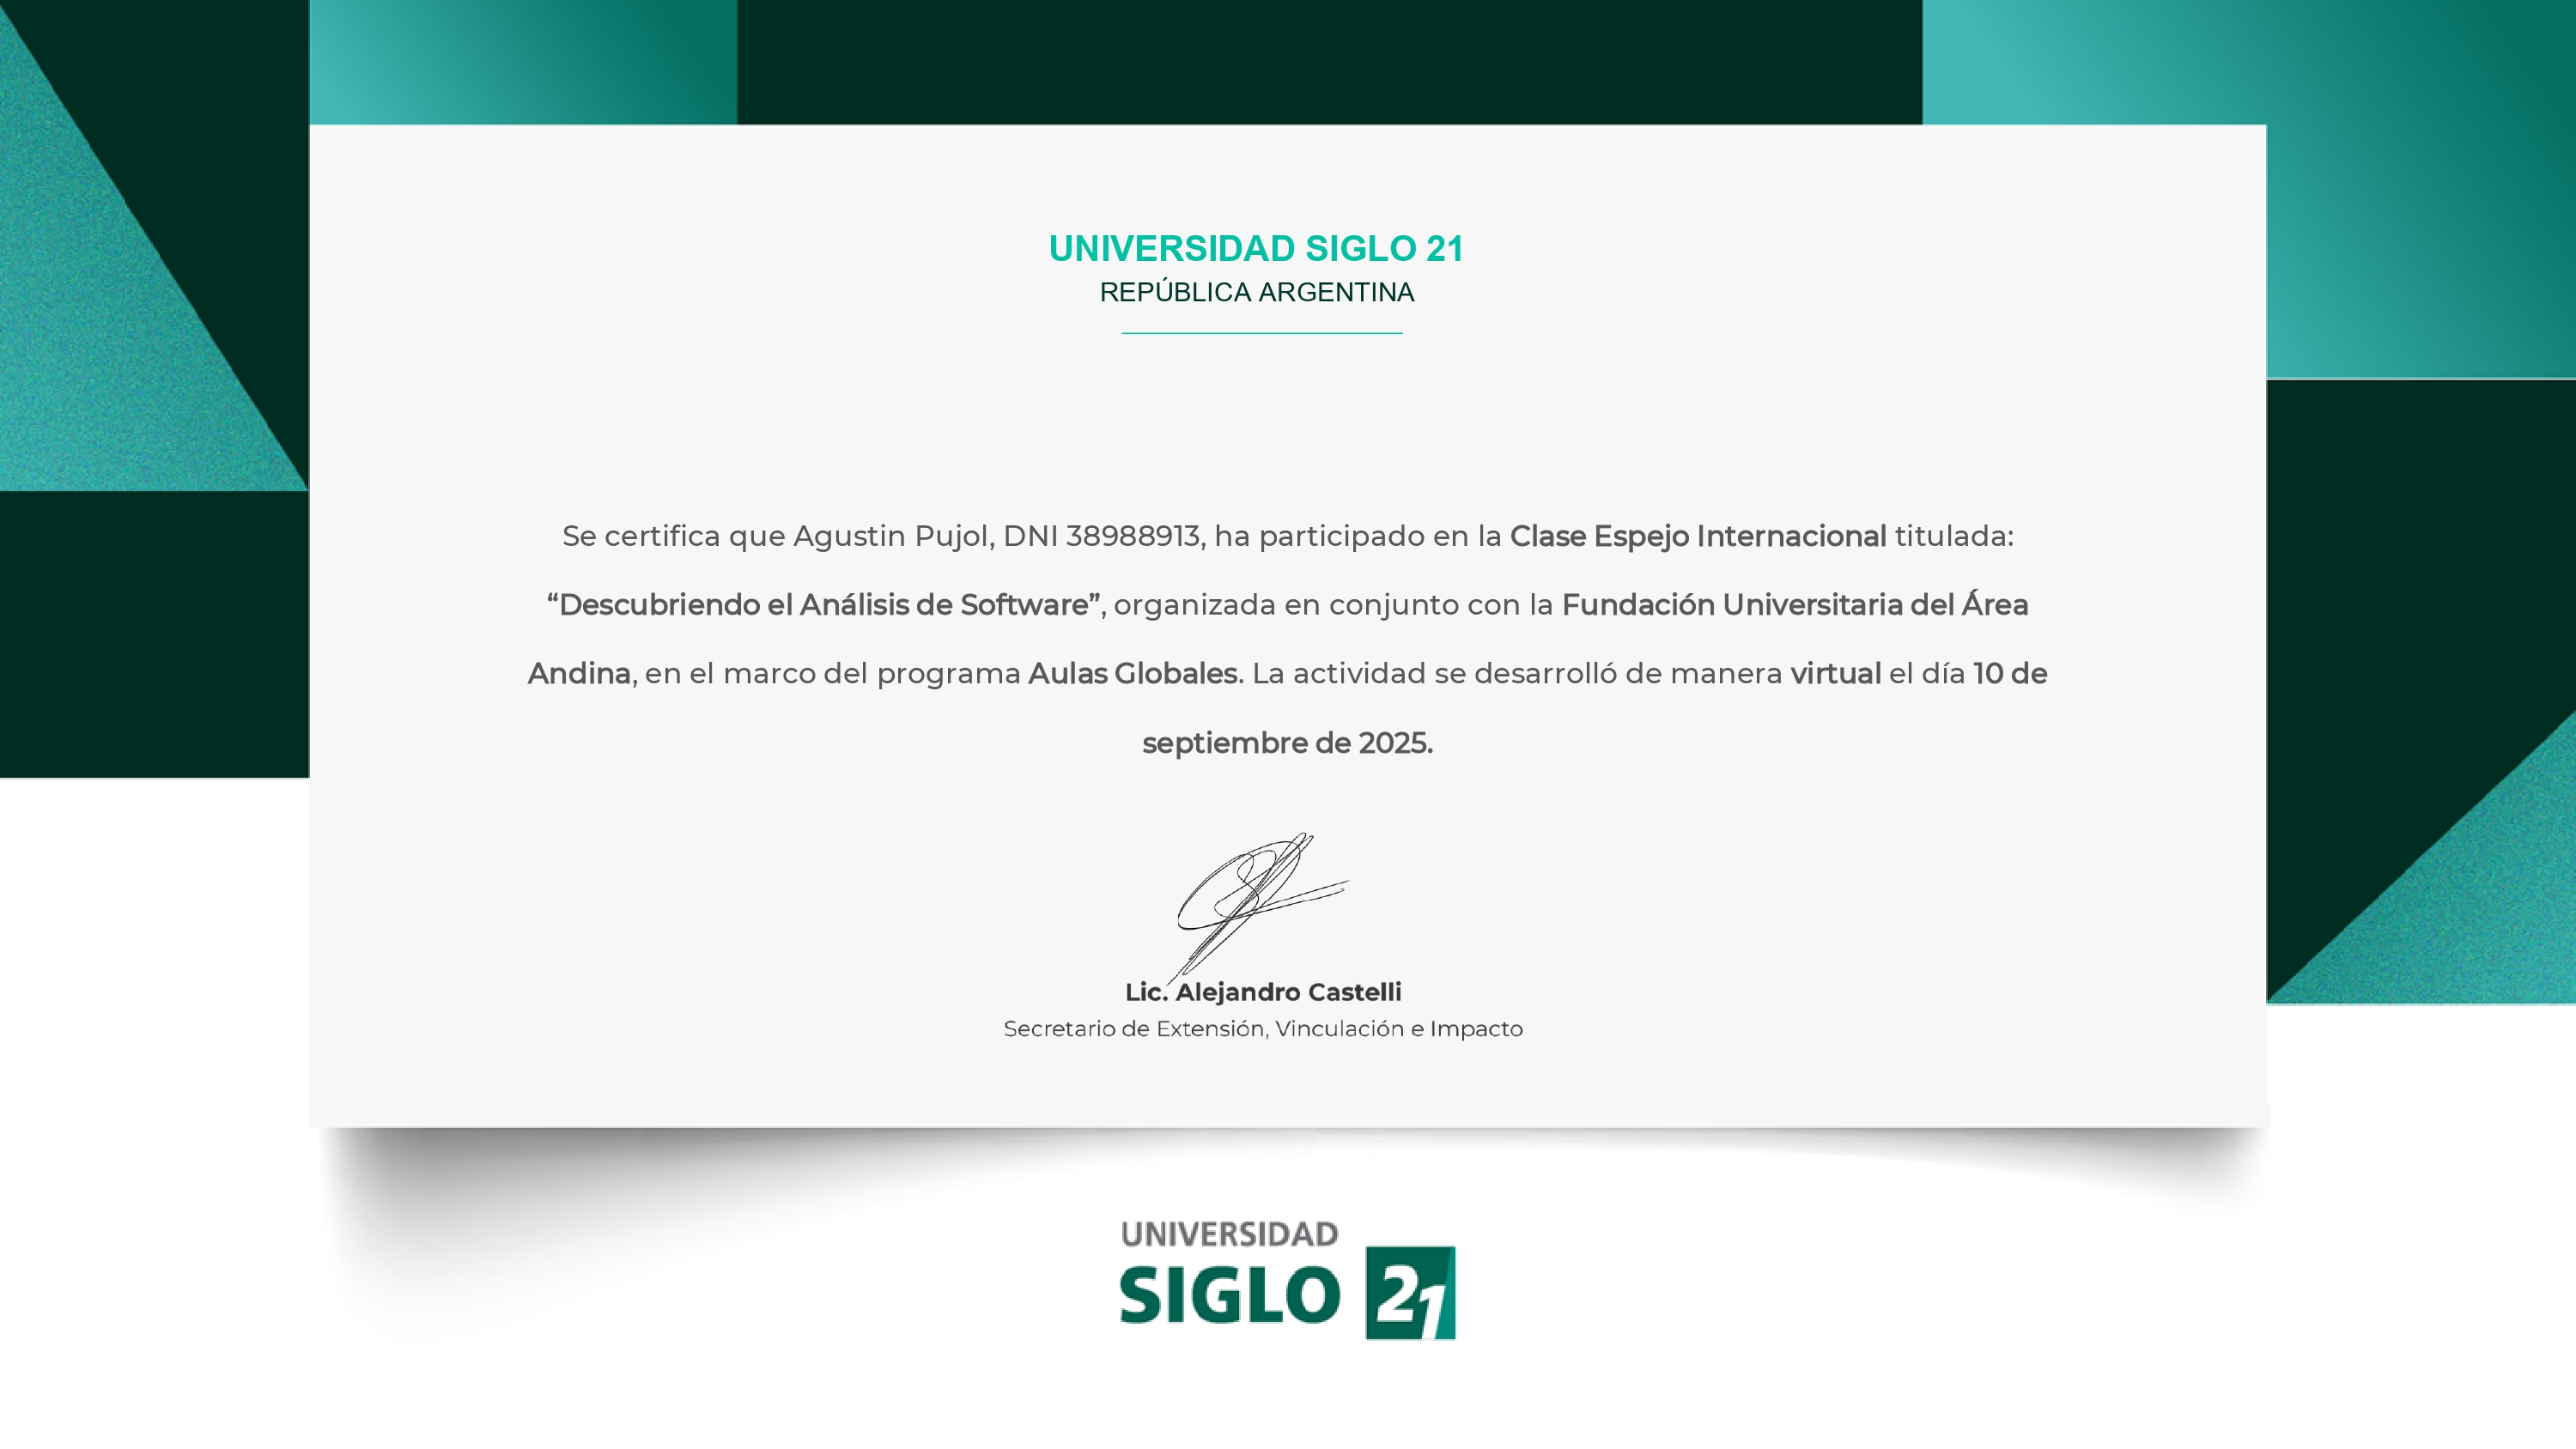 UNIVERSIDAD SIGLO 21
REPÚBLICA ARGENTINA
Se certifica que Agustin Pujol, DNI 38988913, ha participado en la Clase Espejo Internacional titulada:
“Descubriendo el Análisis de Software”, organizada en conjunto con la Fundación Universitaria del Área
Andina, en el marco del programa Aulas Globales. La actividad se desarrolló de manera virtual el día 10 de
septiembre de 2025.
Lic. Alejandro Castelli
Secretario de Extensión, Vinculación e Impacto
UNIVERSIDAD
SIGLO 21